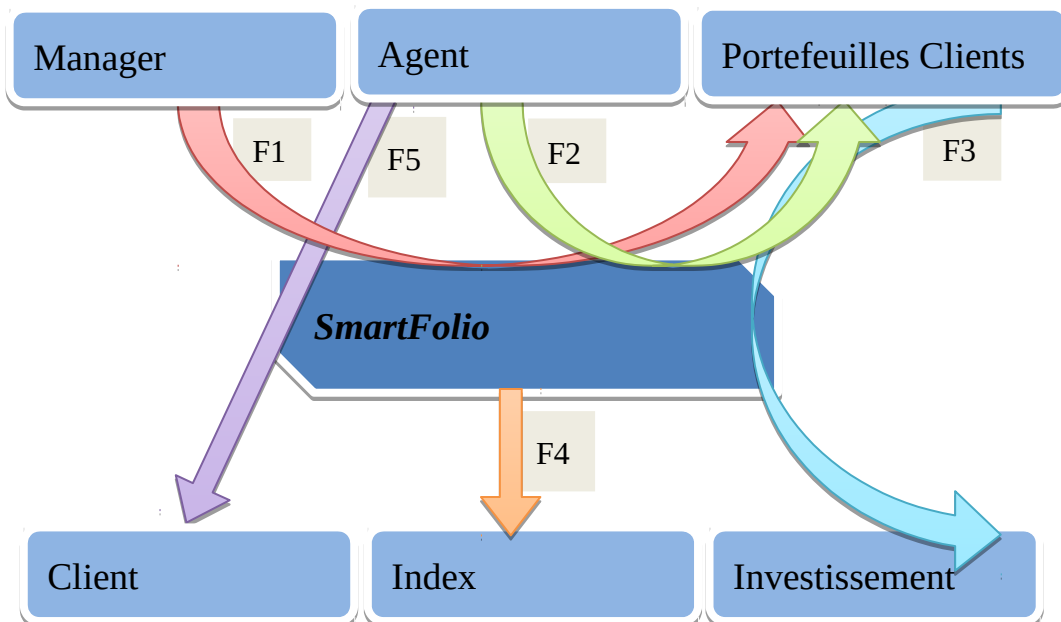 Manager
Agent
Portefeuilles Clients
F1
F5
F2
F3
SmartFolio
F4
Client
Index
Investissement